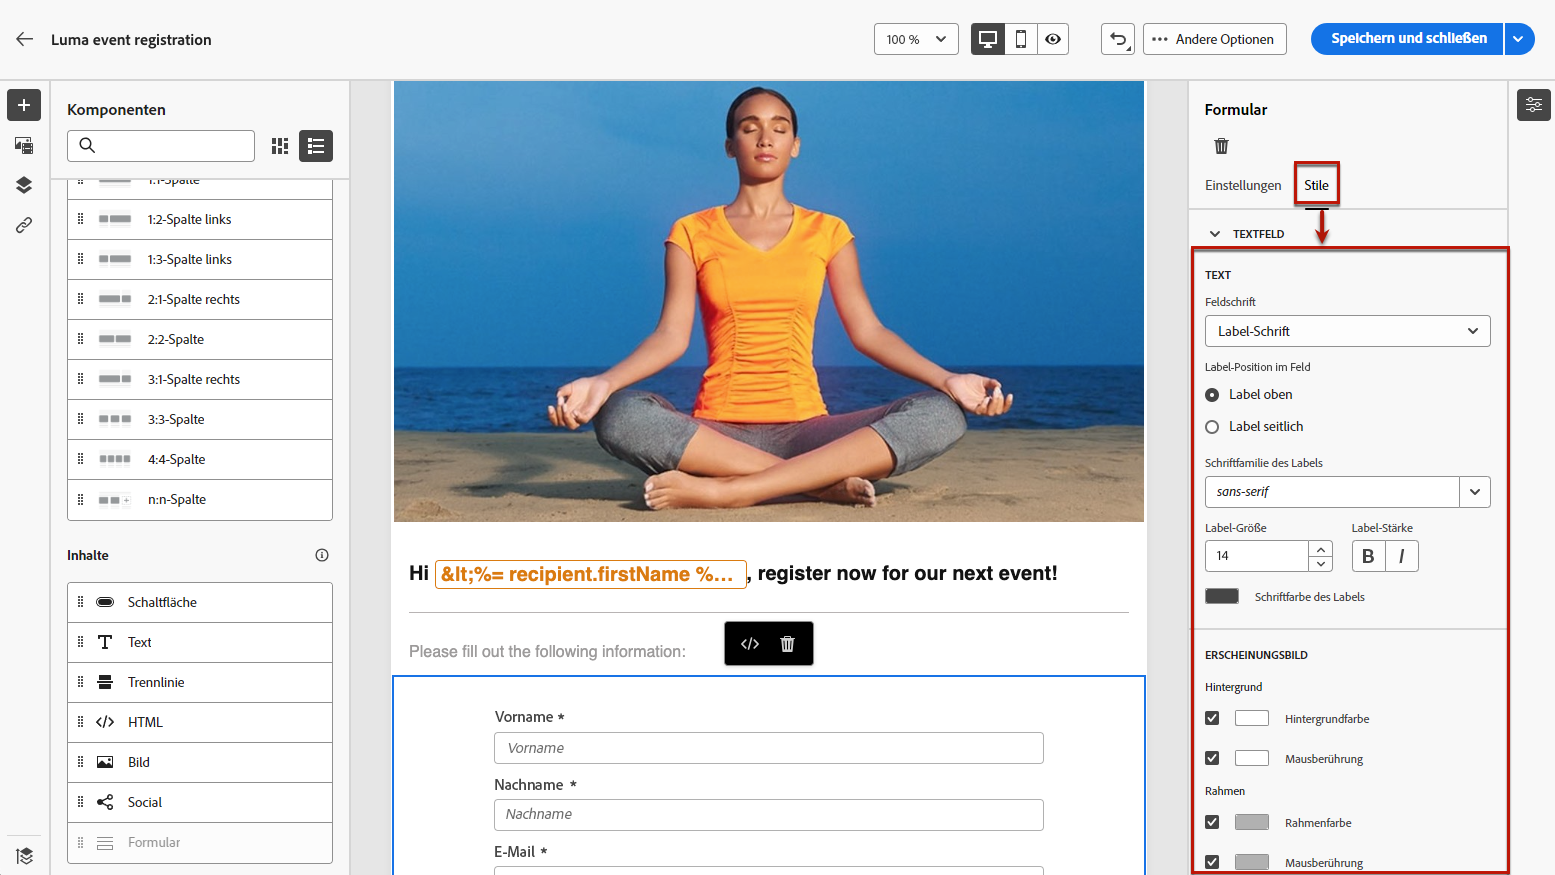 Luma event registration
100 %
Andere Optionen
Speichern und schließen
Komponenten
1:1-Spalte
1:2-Spalte links
1:3-Spalte links
2:1-Spalte rechts
2:2-Spalte
3:1-Spalte rechts
3:3-Spalte
4:4-Spalte
n:n-Spalte
Inhalte
Schaltfläche
Text
Trennlinie
HTML
Bild
Social
Formular
Hi &lt;%= recipient.firstName %... , register now for our next event!
Please fill out the following information:
Vorname *
Vorname
Nachname *
Nachname
E-Mail *
Formular
Einstellungen Stile
TEXTFELD
TEXT
Feldschrift
Label-Schrift
Label-Position im Feld
Label oben
Label seitlich
Schriftfamilie des Labels
sans-serif
Label-Größe Label-Stärke
14 B I
Schriftfarbe des Labels
ERSCHEINUNGSBILD
Hintergrund
Hintergrundfarbe
Mausberührung
Rahmen
Rahmenfarbe
Mausberührung